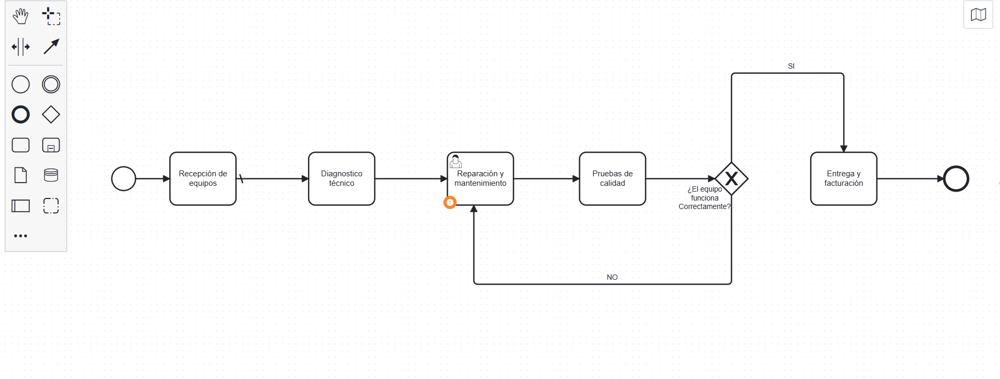 SI
Recepción de
equipos
Diagnostico
técnico
Reparación y
mantenimiento
Pruebas de
calidad
¿El equipo
funciona
Correctamente?
Entrega y
facturación
NO